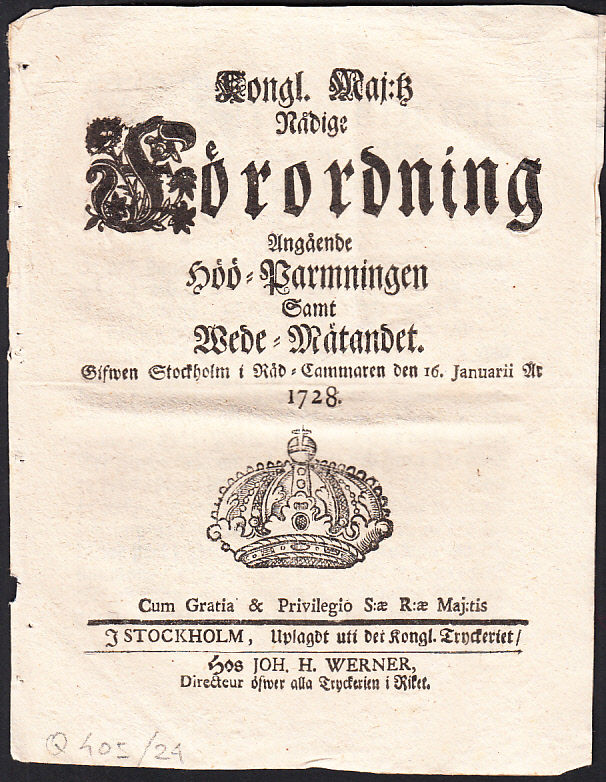 Kongl. Maj:tz
Nådige
Förordning
Angående
Höö-Parmningen
Samt
Wede-Mätandet.
Gifwen Stockholm i Råd-Cammaren den 16. Januarii År
1728.
Cum Gratia & Privilegio S:æ R:æ Maj:tis
J STOCKHOLM, Uplagdt uti det Kongl. Tryckeriet/
Hos JOH. H. WERNER,
Directeur öfwer alla Tryckerien i Riket.
Q 405/24